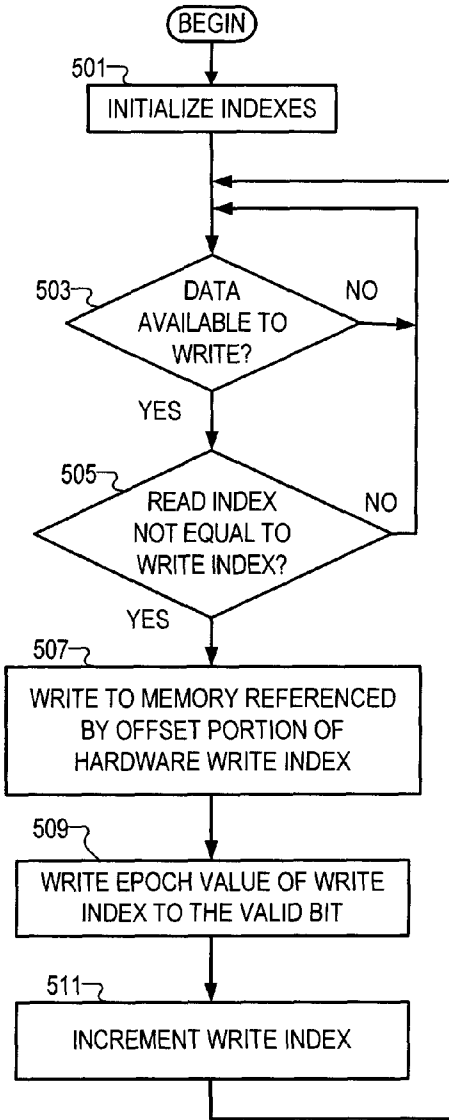 BEGIN
501
INITIALIZE INDEXES
503
DATA
AVAILABLE TO
WRITE?
NO
YES
505
READ INDEX
NOT EQUAL TO
WRITE INDEX?
NO
YES
507
WRITE TO MEMORY REFERENCED
BY OFFSET PORTION OF
HARDWARE WRITE INDEX
509
WRITE EPOCH VALUE OF WRITE
INDEX TO THE VALID BIT
511
INCREMENT WRITE INDEX